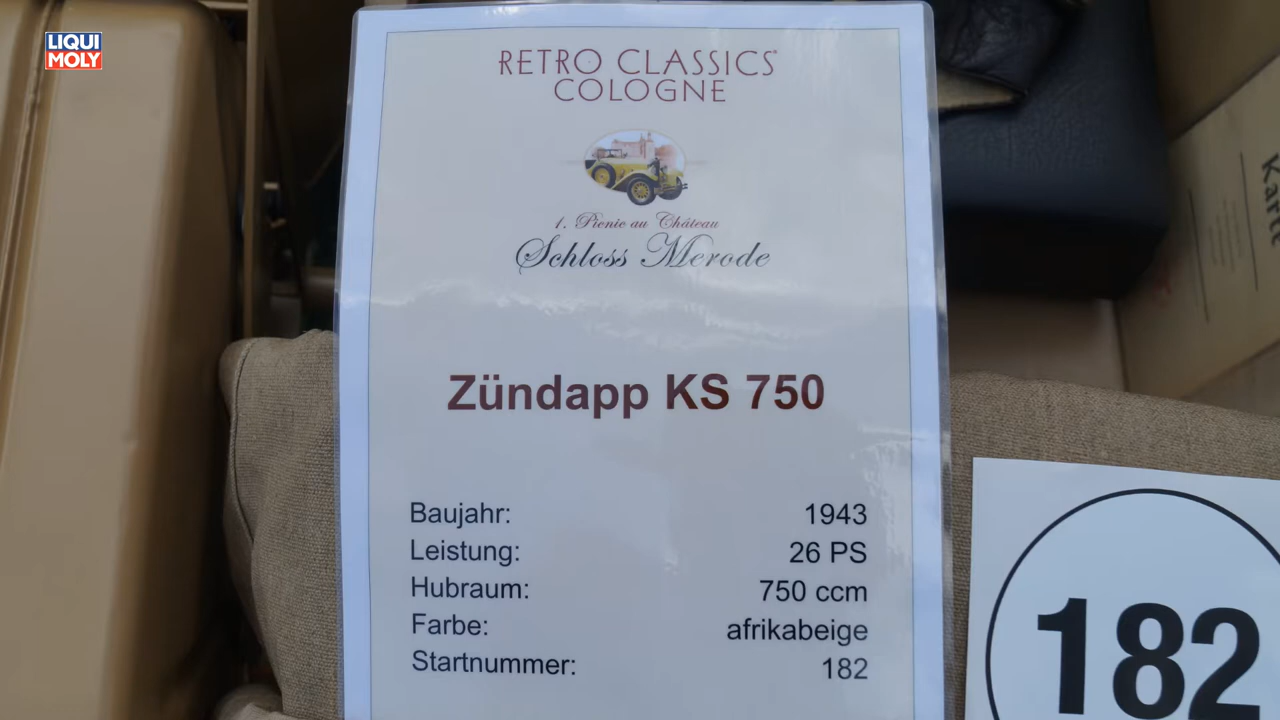 LIQUI
MOLY
RETRO CLASSICS®
COLOGNE
1. Picnic au Château
Schloss Merode
Zündapp KS 750
Baujahr: 1943
Leistung: 26 PS
Hubraum: 750 ccm
Farbe: afrikabeige
Startnummer: 182
182